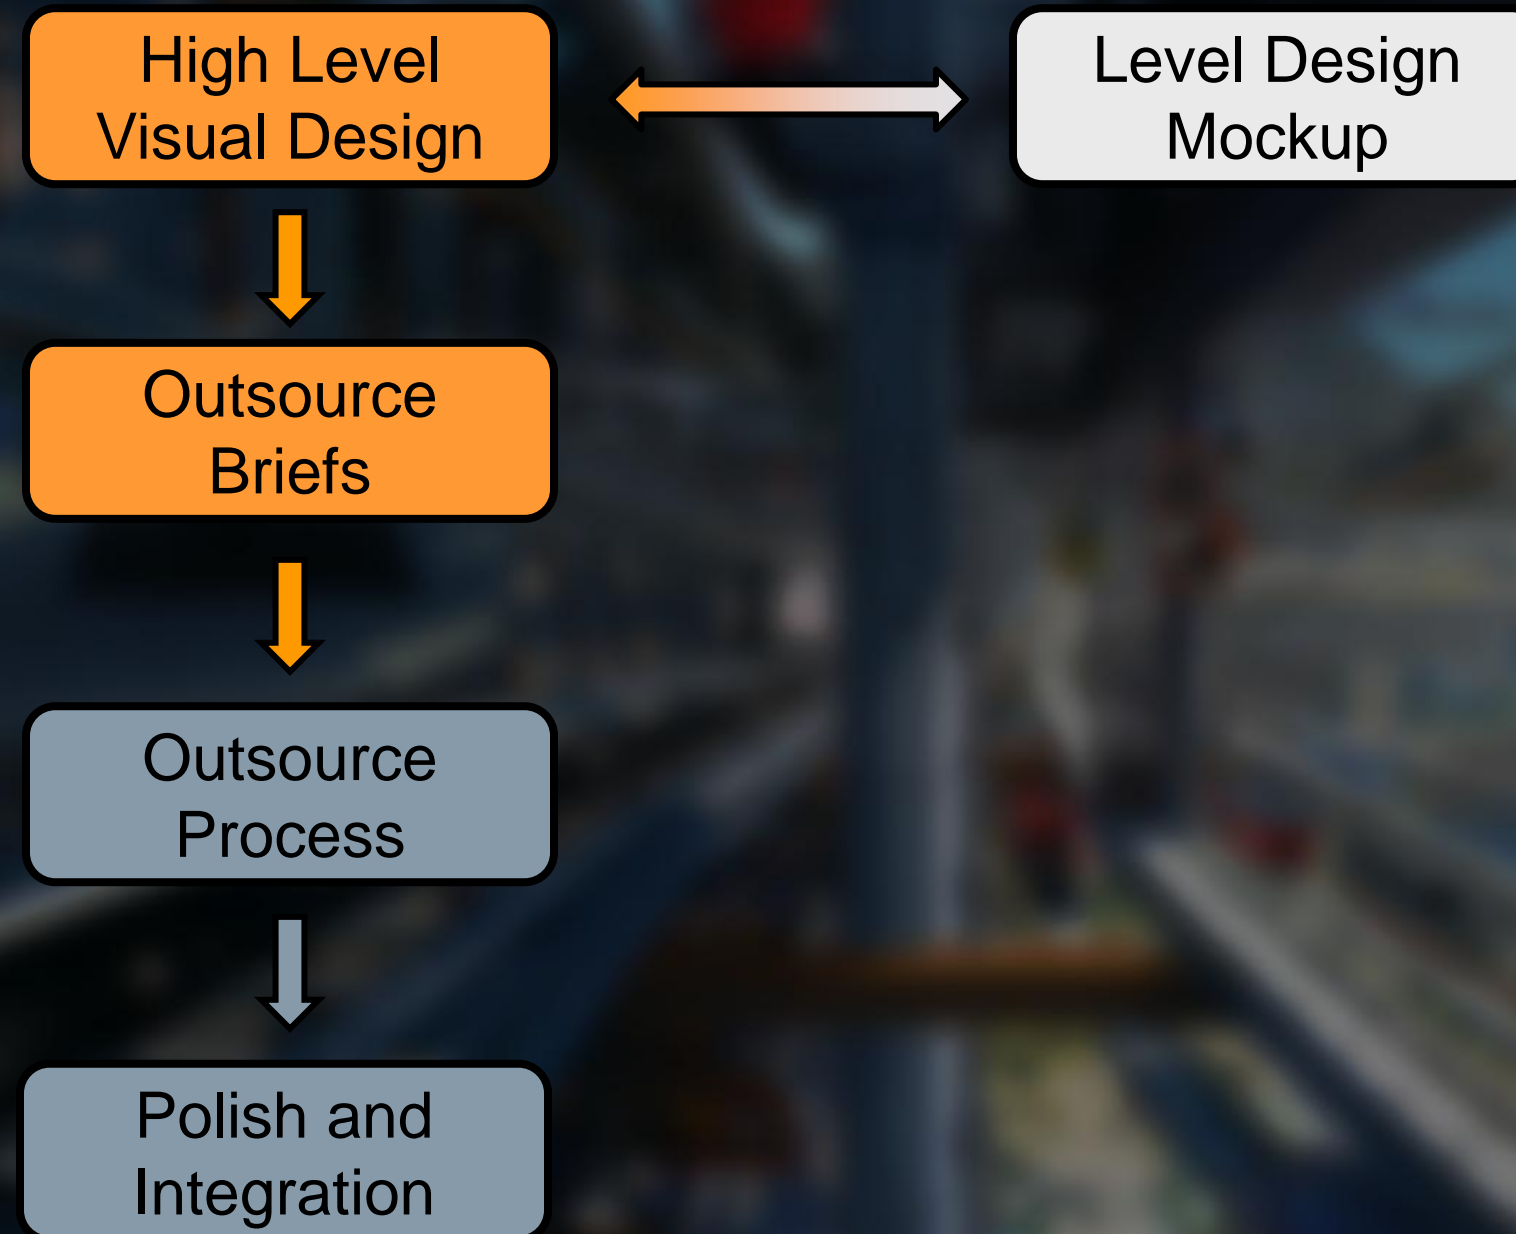 High Level
Visual Design
Level Design
Mockup
Outsource
Briefs
Outsource
Process
Polish and
Integration